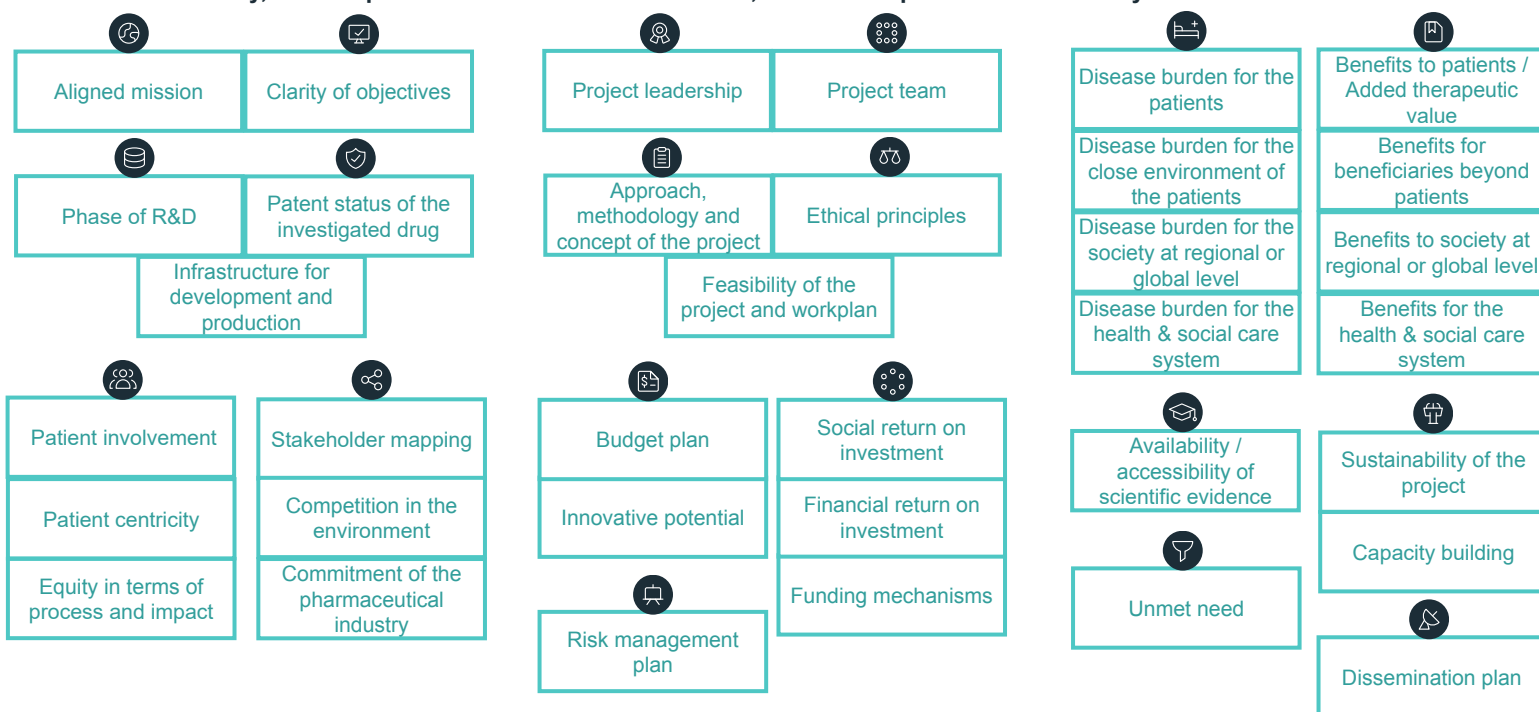 Aligned mission
Clarity of objectives
Phase of R&D
Patent status of the
investigated drug
Infrastructure for
development and
production
Patient involvement
Patient centricity
Equity in terms of
process and impact
Stakeholder mapping
Competition in the
environment
Commitment of the
pharmaceutical
industry
Project leadership
Project team
Approach,
methodology and
concept of the project
Ethical principles
Feasibility of the
project and workplan
Budget plan
Innovative potential
Risk management
plan
Social return on
investment
Financial return on
investment
Funding mechanisms
Disease burden for the
patients
Disease burden for the
close environment of
the patients
Disease burden for the
society at regional or
global level
Disease burden for the
health & social care
system
Benefits to patients /
Added therapeutic
value
Benefits for
beneficiaries beyond
patients
Benefits to society at
regional or global level
Benefits for the
health & social care
system
Availability /
accessibility of
scientific evidence
Unmet need
Sustainability of the
project
Capacity building
Dissemination plan